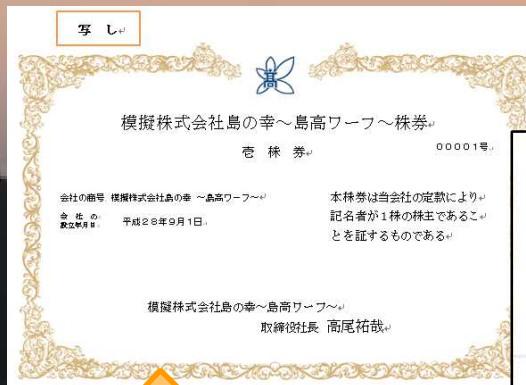 写し
髙
模擬株式会社島の幸～島高ワーフ～株券
壱株券
00001号
会社の商号 模擬株式会社島の幸 ～島高ワーフ～
会社の
設立年月日
平成28年9月1日
本株券は当会社の定款により
記名者が1株の株主であるこ
とを証するものである
模擬株式会社島の幸～島高ワーフ～
取締役社長 高尾祐哉